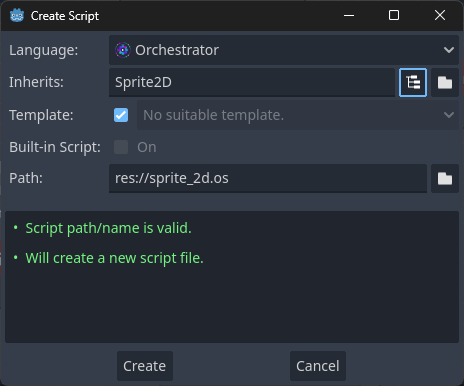 Create Script
Language: Orchestrator
Inherits: Sprite2D
Template: No suitable template.
Built-in Script: On
Path: res://sprite_2d.os
• Script path/name is valid.
• Will create a new script file.
Create Cancel